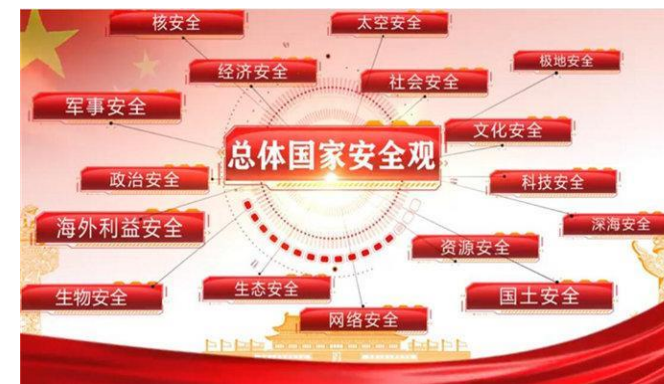 核安全
太空安全
经济安全
社会安全
极地安全
军事安全
文化安全
总体国家安全观
政治安全
科技安全
海外利益安全
深海安全
资源安全
生物安全
生态安全
国土安全
网络安全